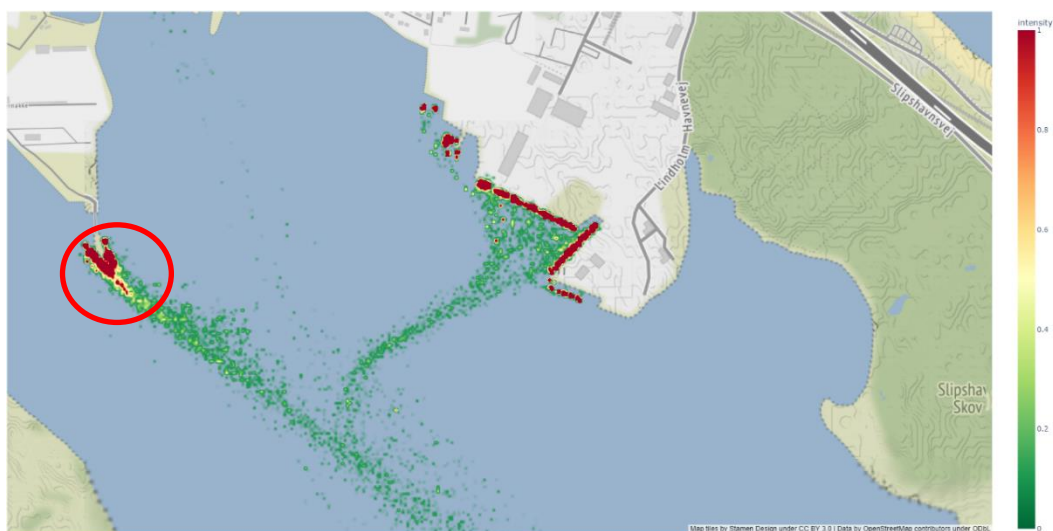 intensity
1
Slipshavnsvej
0.8
Lindholm Havnevej
0.6
0.4
Slipshav
Skov
0.2
0
Map tiles by Stamen Design under CC BY 3.0 | Data by OpenStreetMap contributors under ODbL